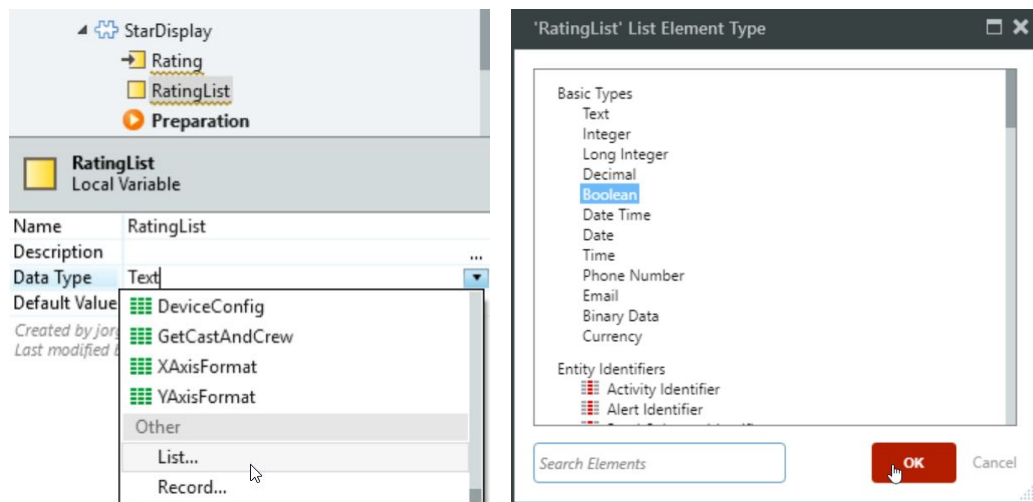 StarDisplay
Rating
RatingList
Preparation
RatingList
Local Variable
Name RatingList
Description ...
Data Type Text
Default Value
Created by jor
Last modified
DeviceConfig
GetCastAndCrew
XAxisFormat
YAxisFormat
Other
List...
Record...
'RatingList' List Element Type
Basic Types
Text
Integer
Long Integer
Decimal
Boolean
Date Time
Date
Time
Phone Number
Email
Binary Data
Currency
Entity Identifiers
Activity Identifier
Alert Identifier
Search Elements
OK
Cancel